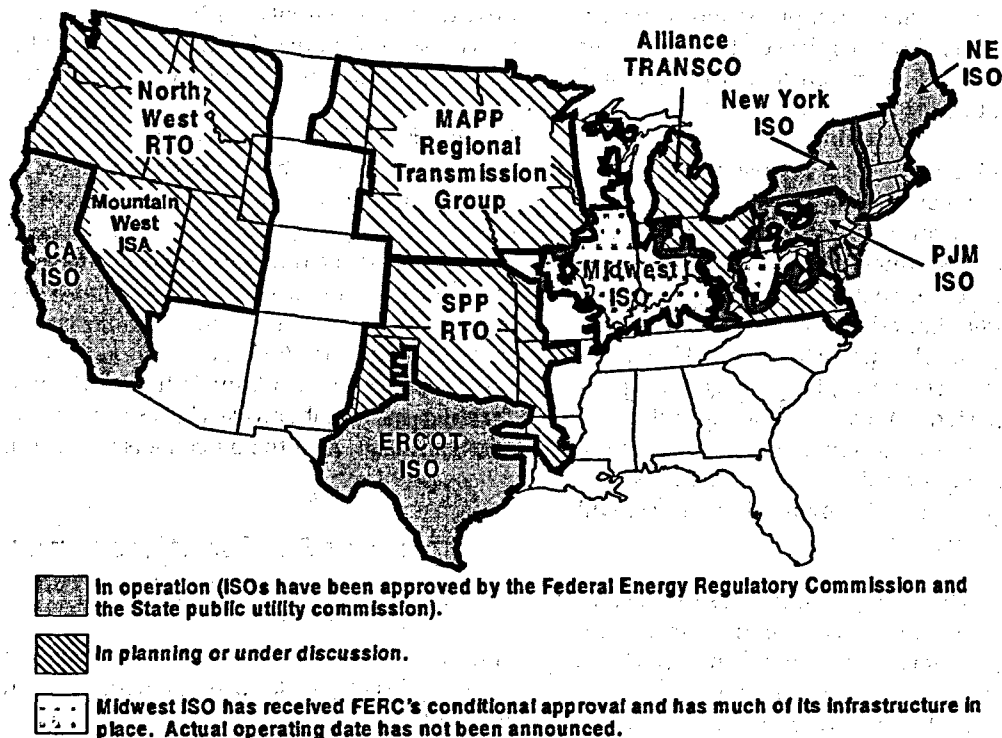 Alliance
TRANSCO
NE
ISO
New York
ISO
North
West
RTO
MAPP
Regional
Transmission
Group
Mountain
West
ISA
CA
ISO
Midwest
ISO
PJM
ISO
SPP
RTO
ERCOT
ISO
In operation (ISOs have been approved by the Federal Energy Regulatory Commission and
the State public utility commission).
In planning or under discussion.
Midwest ISO has received FERC's conditional approval and has much of its infrastructure in
place. Actual operating date has not been announced.